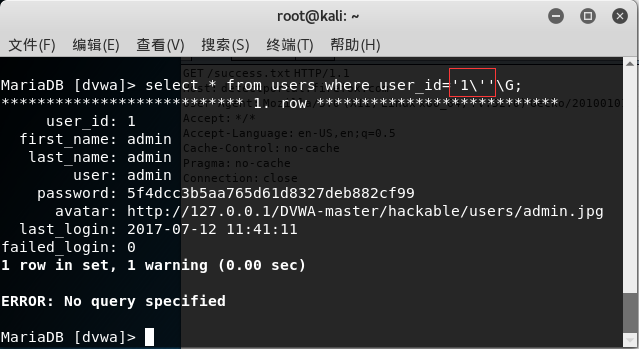 root@kali: ~
文件(F) 编辑(E) 查看(V) 搜索(S) 终端(T) 帮助(H)
GET /success.txt HTTP/1.1
MariaDB [dvwa]> select * from users where user_id='1\''\G;
*************************** 1. row ***************************
Accept: */*
user_id: 1
Accept-Language: en-US,en;q=0.5
first_name: admin
Cache-Control: no-cache
last_name: admin
Pragma: no-cache
user: admin
Connection: close
password: 5f4dcc3b5aa765d61d8327deb882cf99
avatar: http://127.0.0.1/DVWA-master/hackable/users/admin.jpg
last_login: 2017-07-12 11:41:11
failed_login: 0
1 row in set, 1 warning (0.00 sec)
ERROR: No query specified
MariaDB [dvwa]>